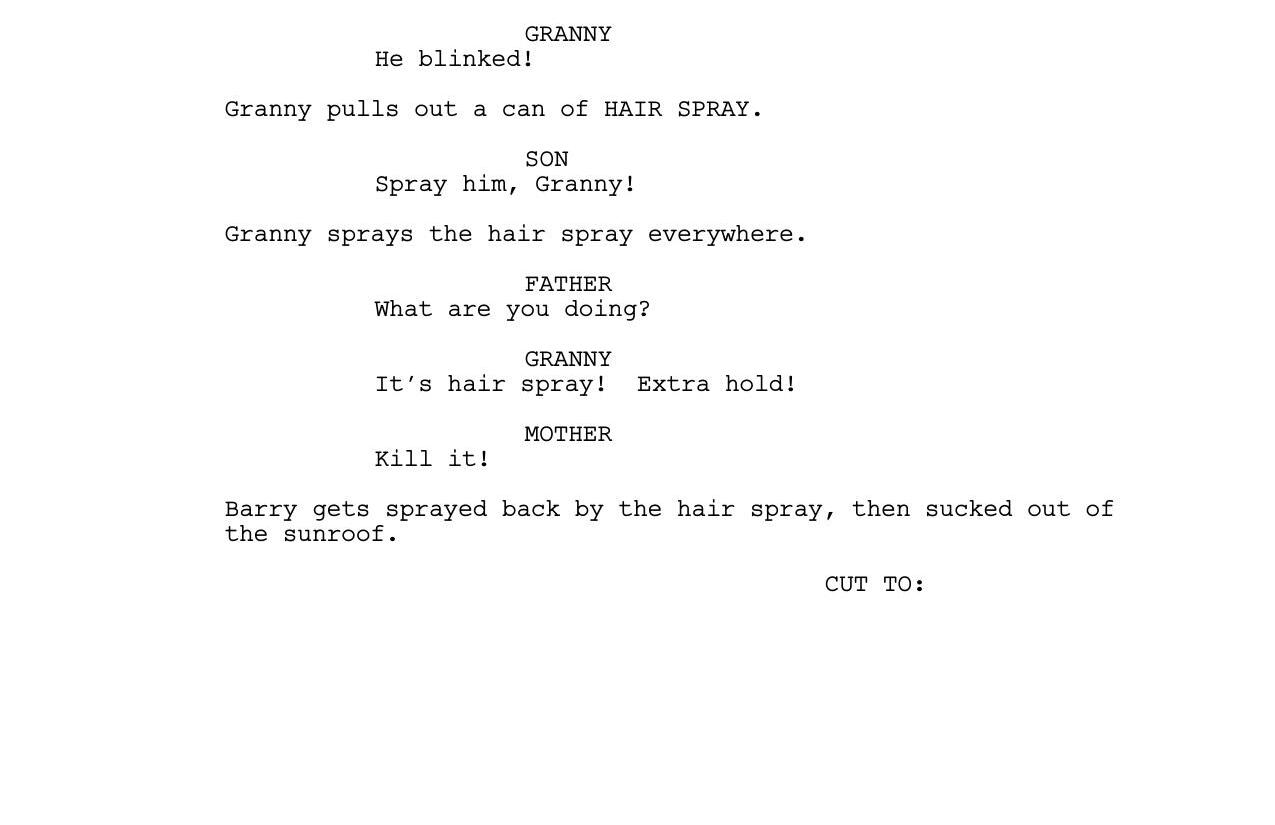 GRANNY
He blinked!
Granny pulls out a can of HAIR SPRAY.
SON
Spray him, Granny!
Granny sprays the hair spray everywhere.
FATHER
What are you doing?
GRANNY
It’s hair spray!  Extra hold!
MOTHER
Kill it!
Barry gets sprayed back by the hair spray, then sucked out of
the sunroof.
CUT TO: